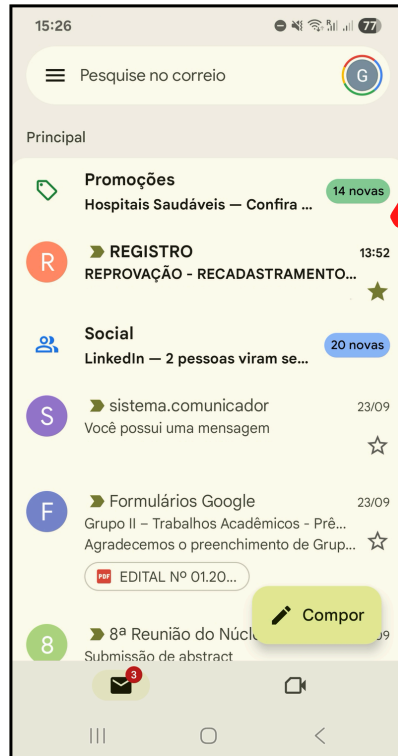 15:26
77
Pesquise no correio
G
Principal
Promoções
14 novas
Hospitais Saudáveis — Confira ...
R
REGISTRO
13:52
REPROVAÇÃO - RECADASTRAMENTO...
Social
20 novas
LinkedIn — 2 pessoas viram se...
S
sistema.comunicador
23/09
Você possui uma mensagem
F
Formulários Google
23/09
Grupo II – Trabalhos Acadêmicos - Prê...
Agradecemos o preenchimento de Grup...
PDF
EDITAL Nº 01.20...
Compor
8
8ª Reunião do Núcl
09
Submissão de abstract
3